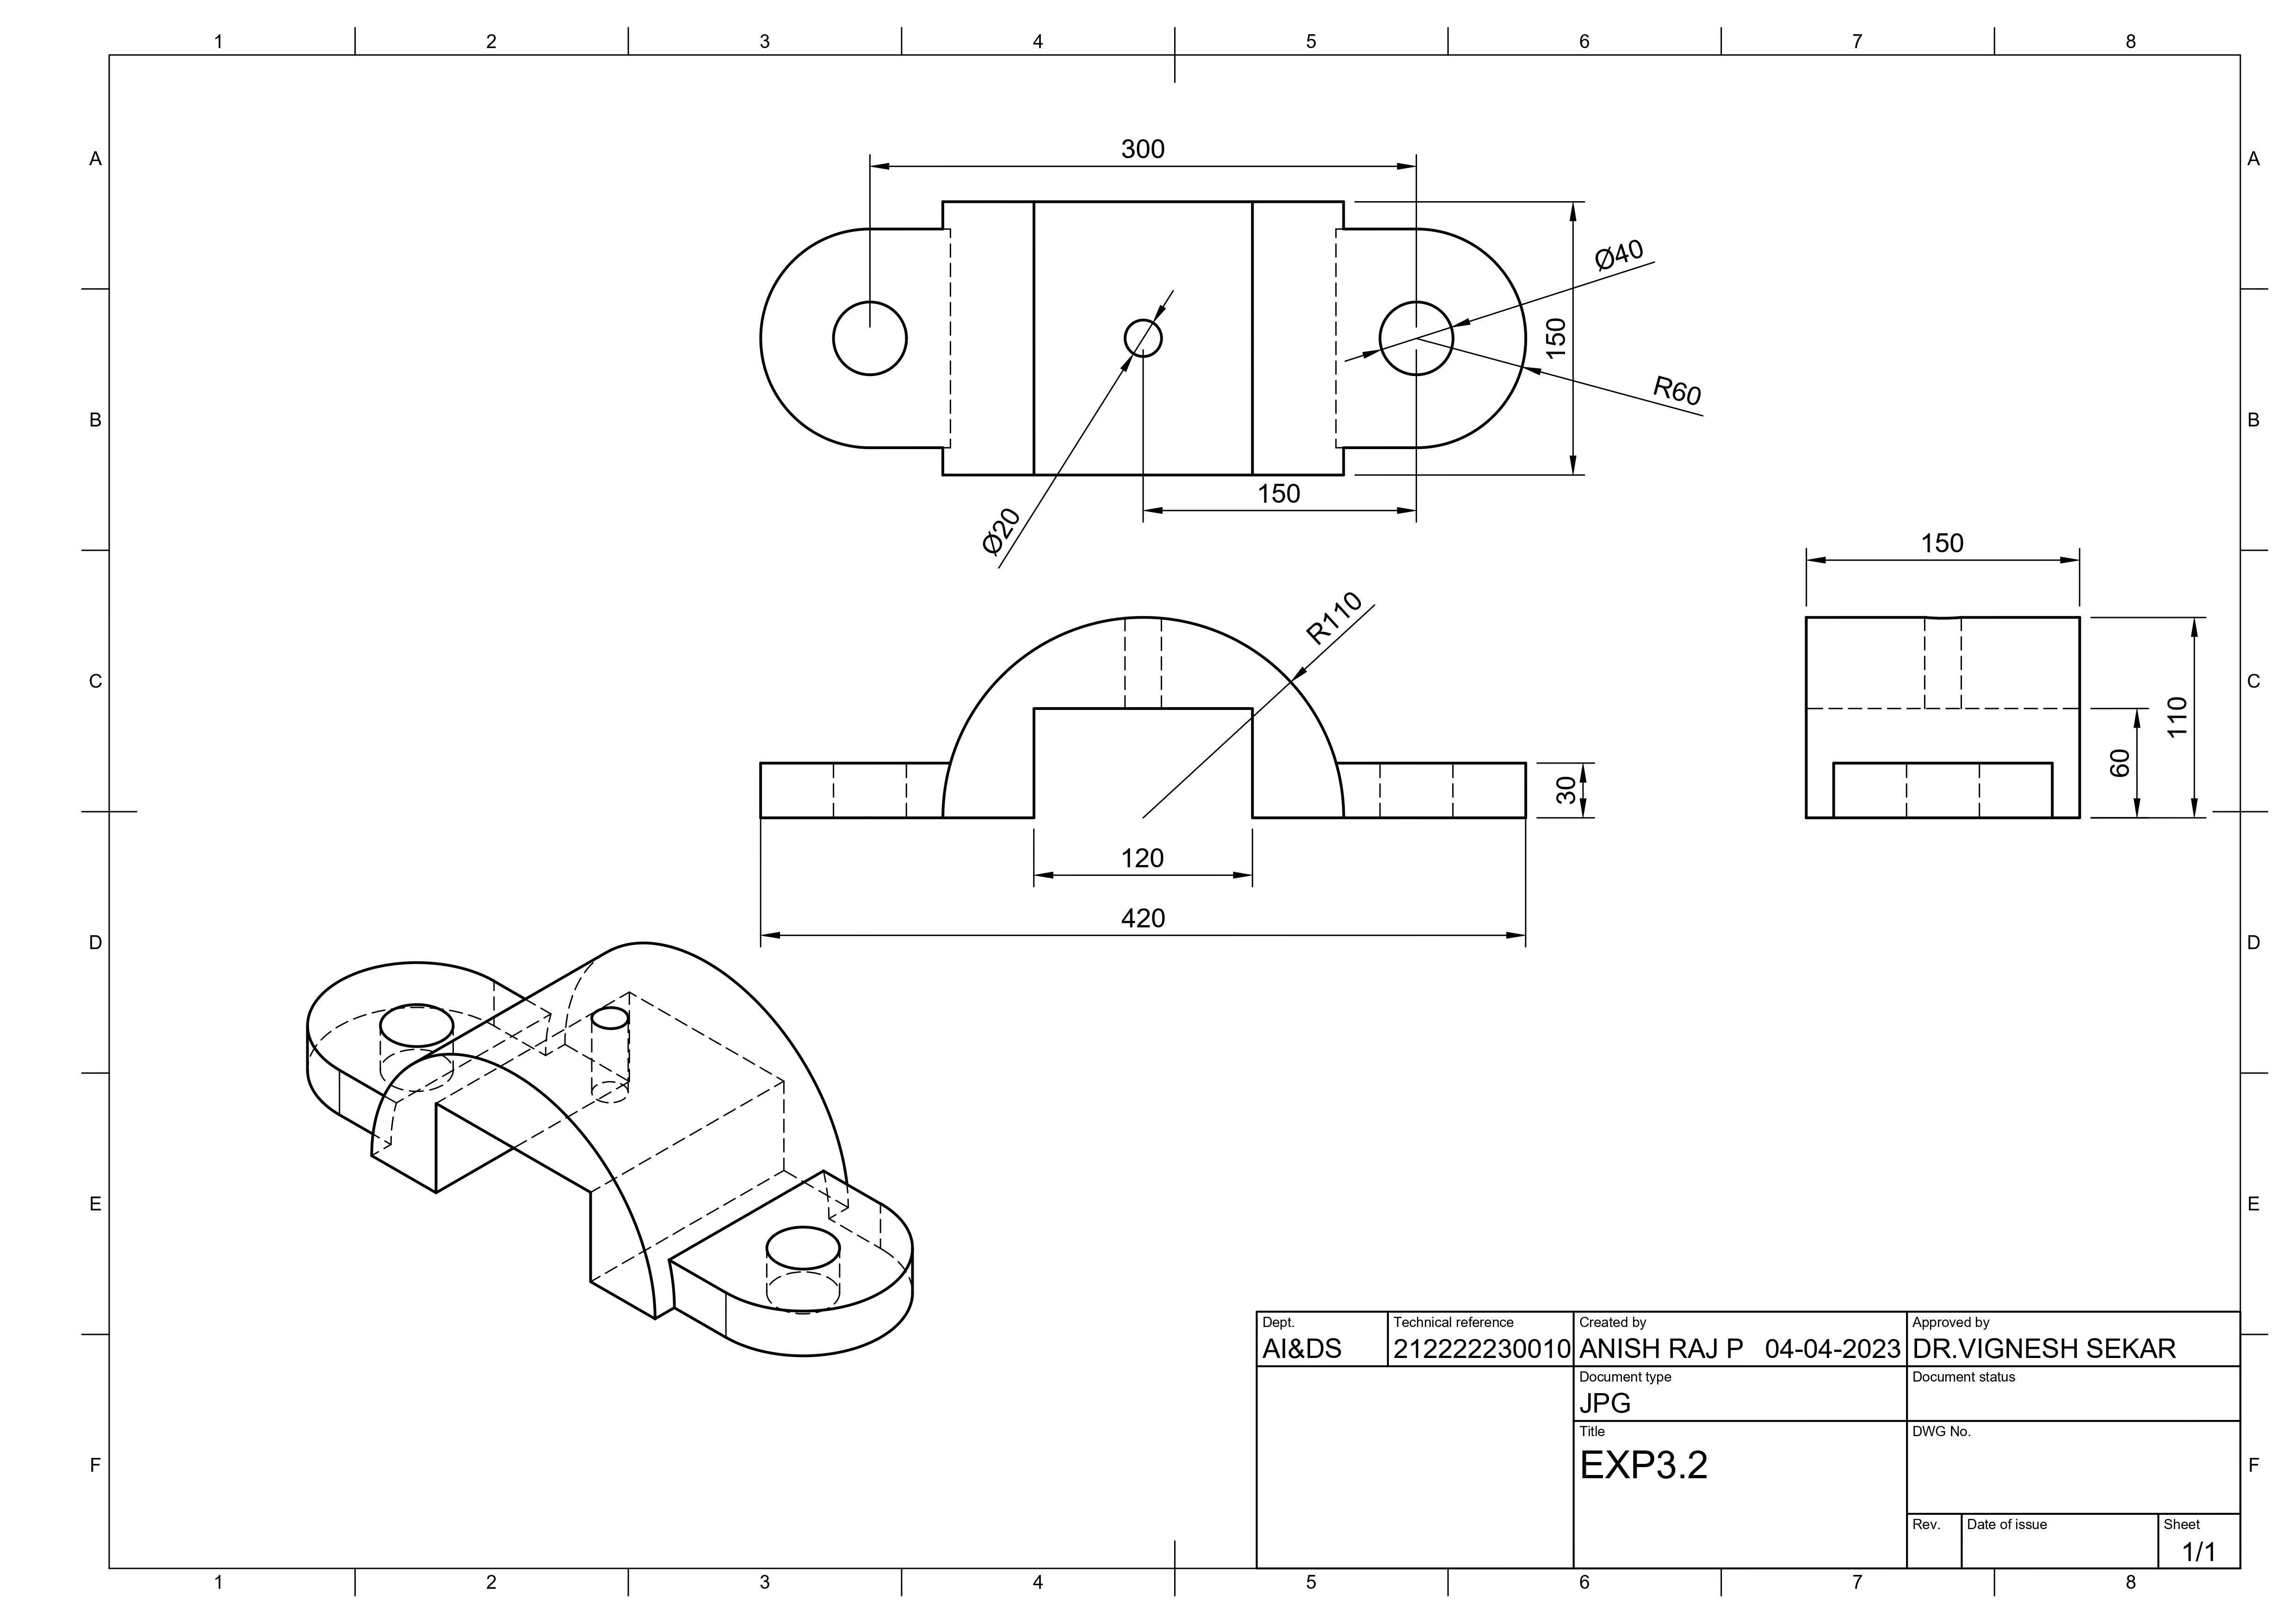 1 2 3 4 5 6 7 8
A A
300
Ø40
150
R60
B B
150
Ø20
150
R110
C C
110
60
30
120
420
D D
E E
Dept. Technical reference Created by Approved by
AI&DS 212222230010 ANISH RAJ P 04-04-2023 DR.VIGNESH SEKAR
Document type Document status
JPG
Title DWG No.
EXP3.2
F F
Rev. Date of issue Sheet
1/1
1 2 3 4 5 6 7 8